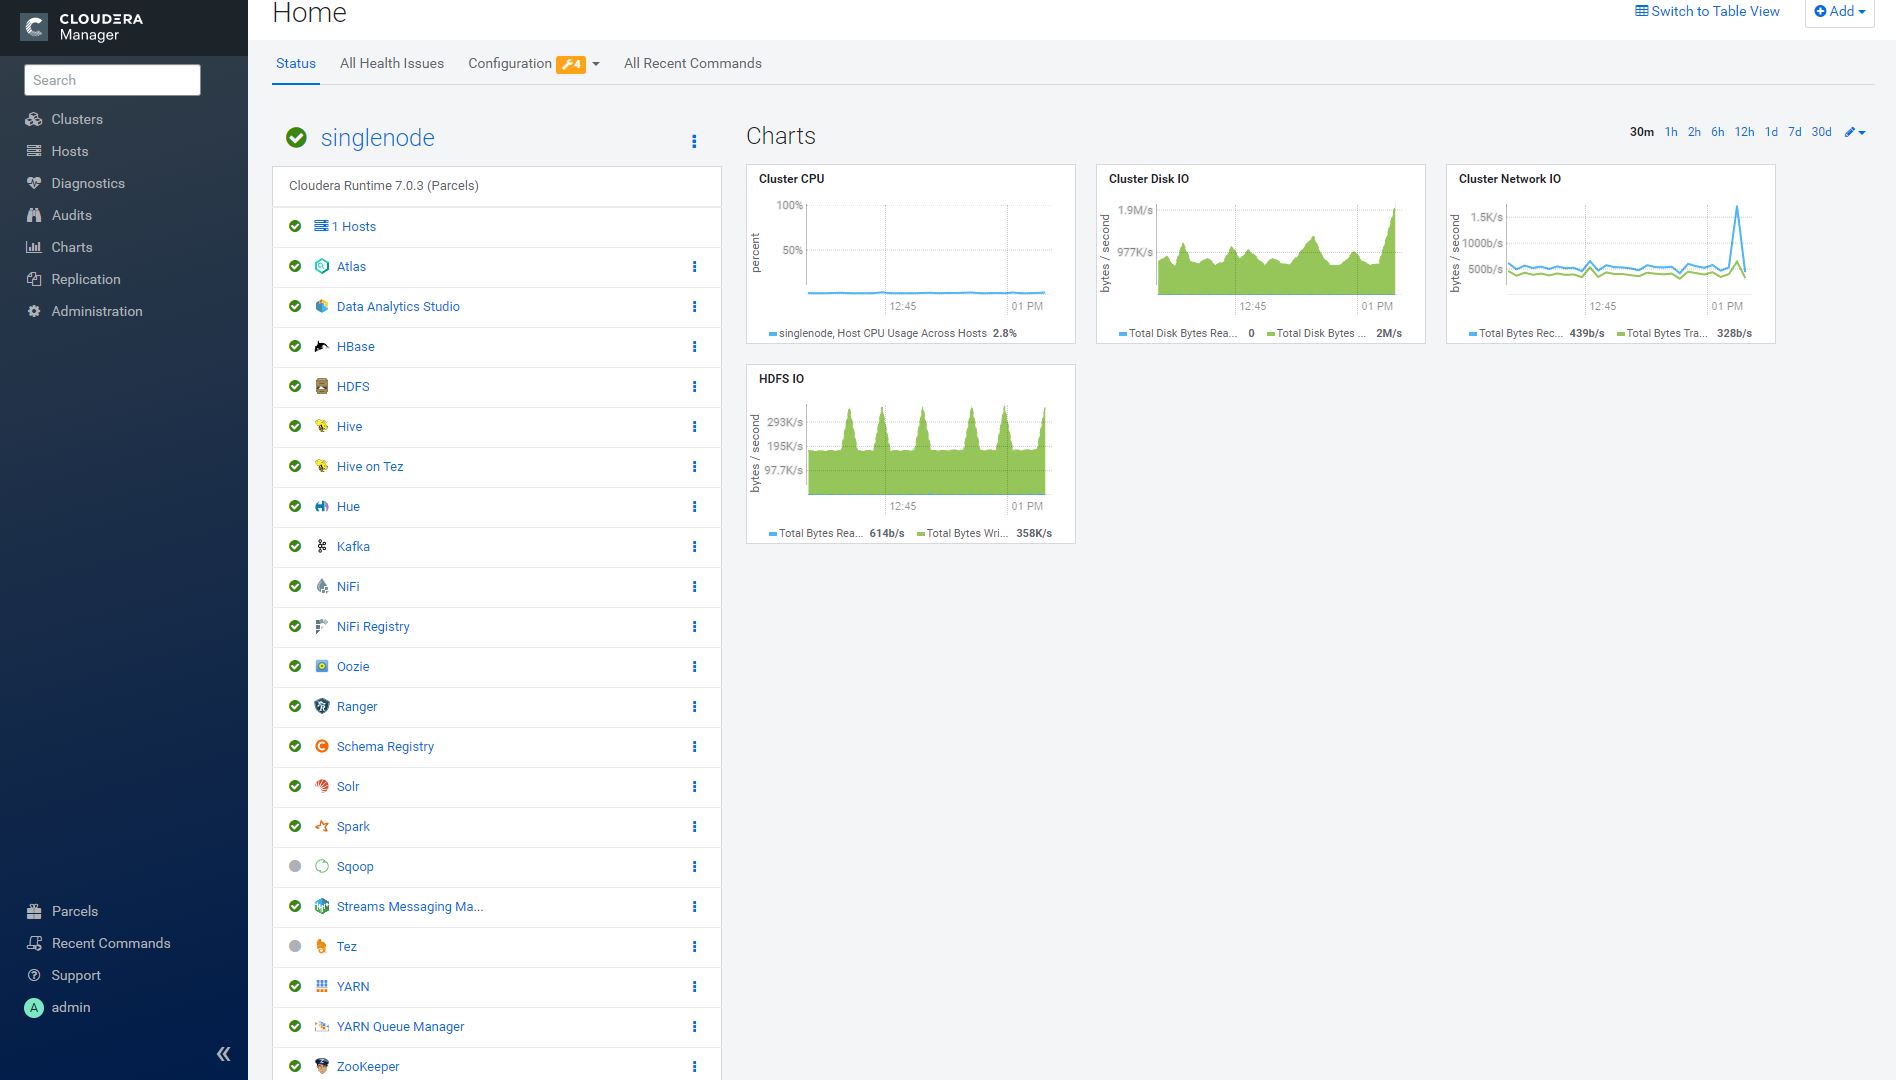 CLOUDERA
Manager
Search
Clusters
Hosts
Diagnostics
Audits
Charts
Replication
Administration
Parcels
Recent Commands
Support
A admin
Home
Switch to Table View
Add
Status All Health Issues Configuration 4 All Recent Commands
singlenode
Cloudera Runtime 7.0.3 (Parcels)
1 Hosts
Atlas
Data Analytics Studio
HBase
HDFS
Hive
Hive on Tez
Hue
Kafka
NiFi
NiFi Registry
Oozie
Ranger
Schema Registry
Solr
Spark
Sqoop
Streams Messaging Ma...
Tez
YARN
YARN Queue Manager
ZooKeeper
Charts
30m 1h 2h 6h 12h 1d 7d 30d
Cluster CPU
percent
100%
50%
12:45 01 PM
singlenode, Host CPU Usage Across Hosts 2.8%
Cluster Disk IO
bytes / second
1.9M/s
977K/s
12:45 01 PM
Total Disk Bytes Rea... 0 Total Disk Bytes ... 2M/s
Cluster Network IO
bytes / second
1.5K/s
1000b/s
500b/s
12:45 01 PM
Total Bytes Rec... 439b/s Total Bytes Tra... 328b/s
HDFS IO
bytes / second
293K/s
195K/s
97.7K/s
12:45 01 PM
Total Bytes Rea... 614b/s Total Bytes Wri... 358K/s